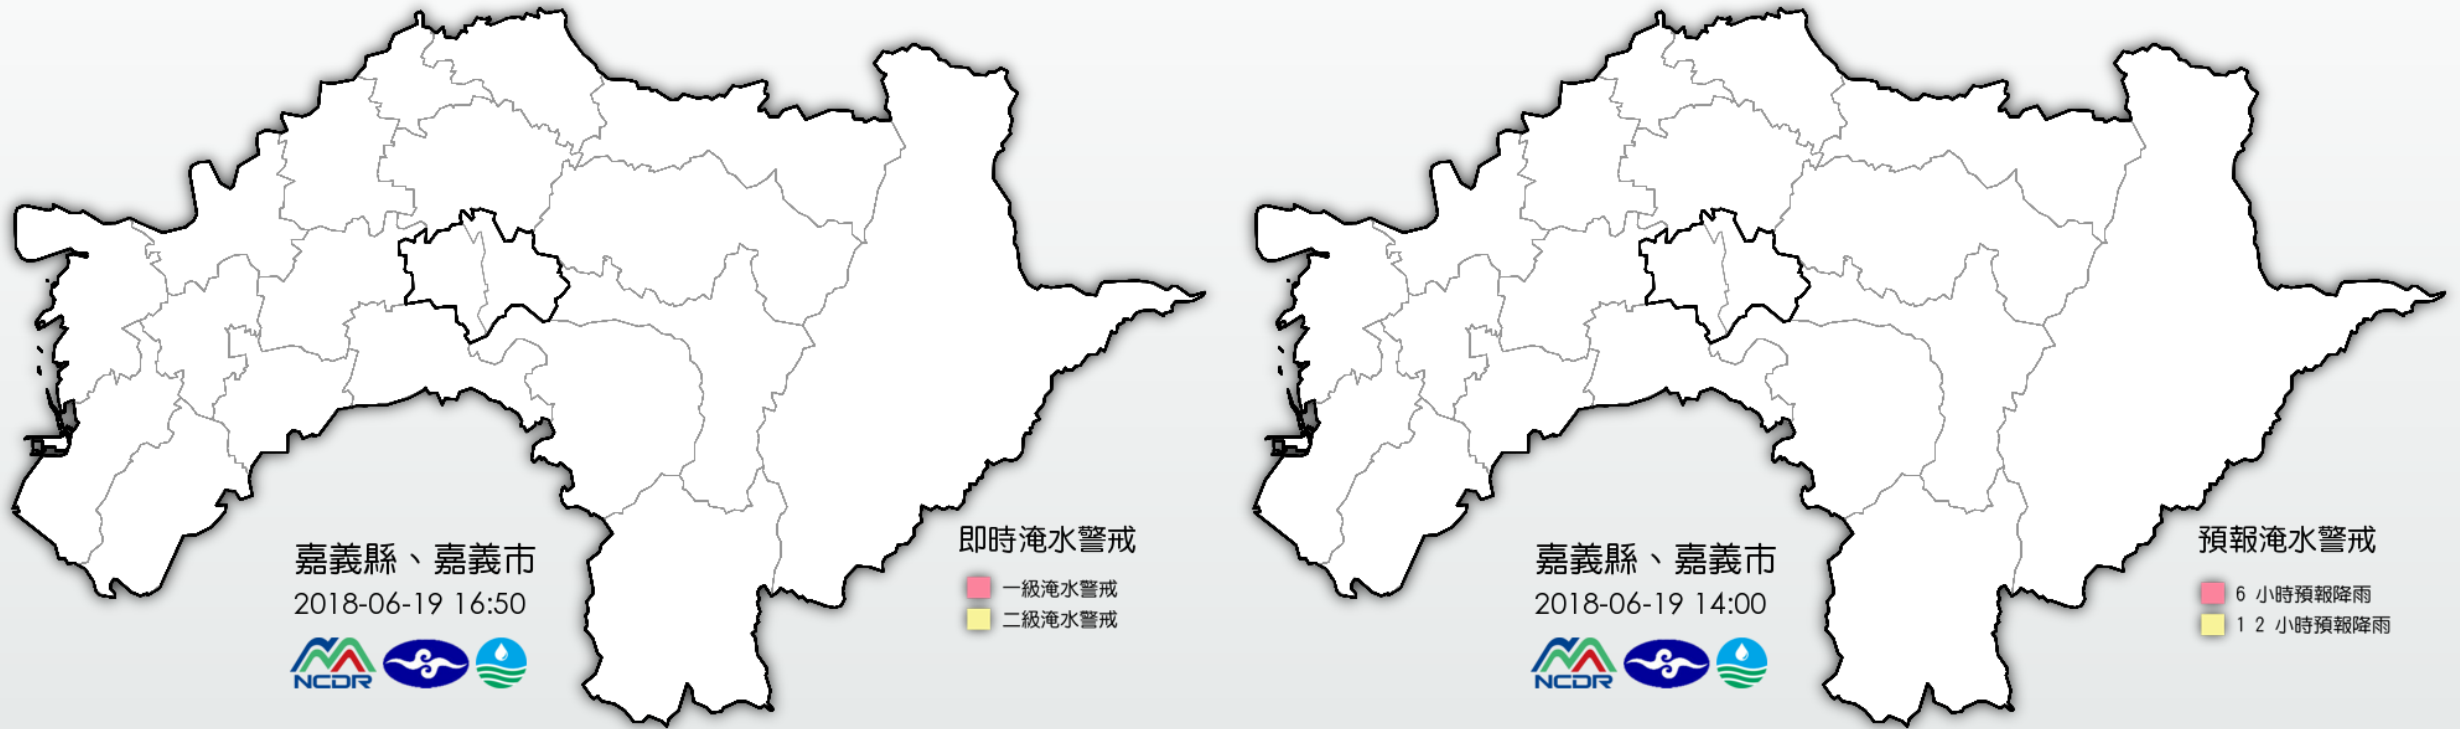 嘉義縣、嘉義市
2018-06-19 16:50
NCDR
即時淹水警戒
一級淹水警戒
二級淹水警戒
嘉義縣、嘉義市
2018-06-19 14:00
NCDR
預報淹水警戒
6 小時預報降雨
1 2 小時預報降雨